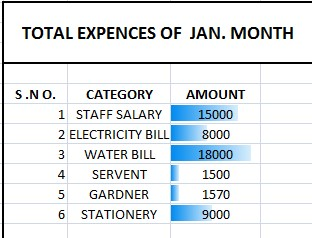 TOTAL EXPENCES OF JAN. MONTH
S.NO. CATEGORY AMOUNT
1 STAFF SALARY 15000
2 ELECTRICITY BILL 8000
3 WATER BILL 18000
4 SERVENT 1500
5 GARDNER 1570
6 STATIONERY 9000